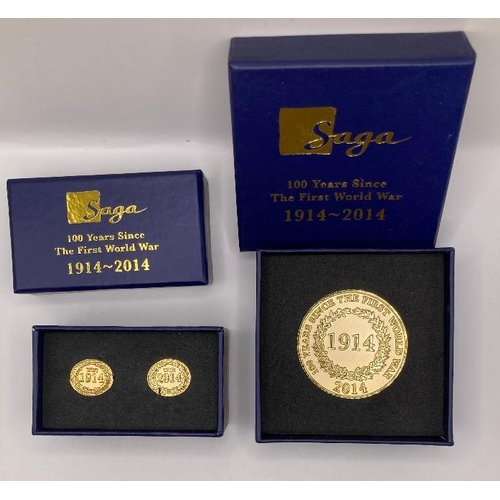 Saga
100 Years Since
The First World War
1914~2014
Saga
100 Years Since
The First World War
1914~2014
1914
2014
100 YEARS SINCE THE FIRST WORLD WAR
1914
2014